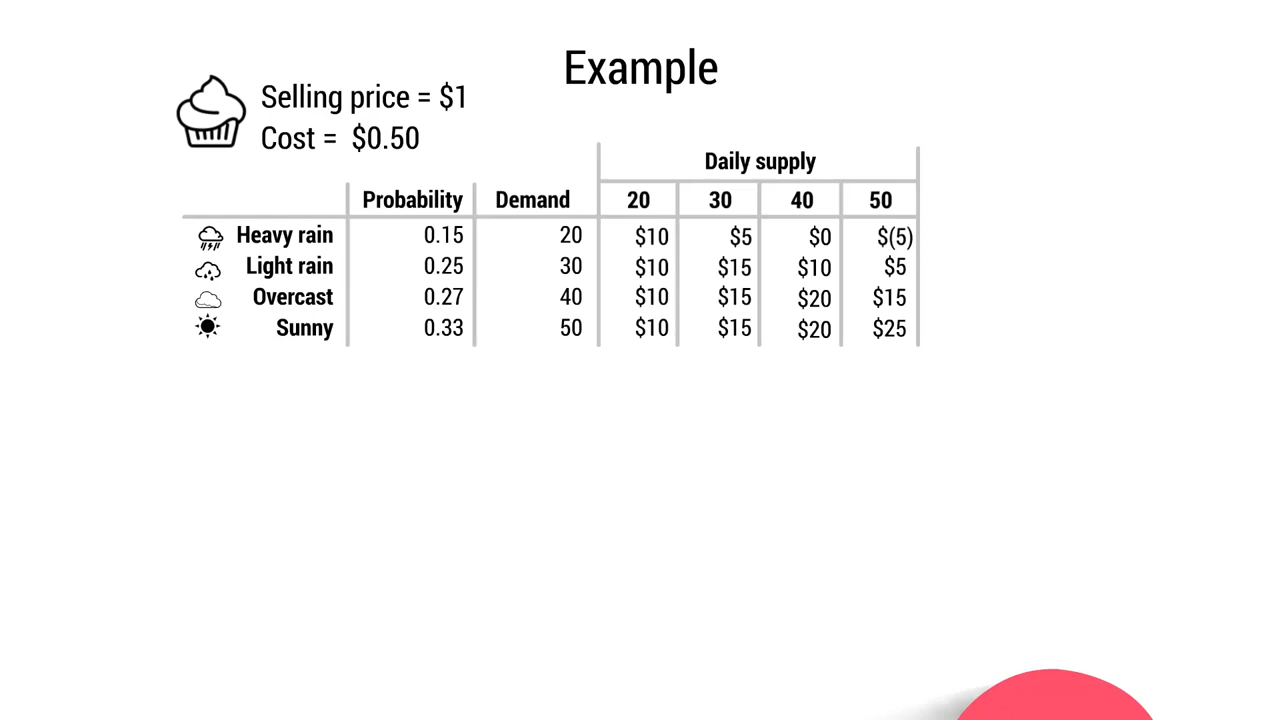 Example
Selling price = $1
Cost = $0.50
Daily supply
Probability Demand 20 30 40 50
Heavy rain 0.15 20 $10 $5 $0 $(5)
Light rain 0.25 30 $10 $15 $10 $5
Overcast 0.27 40 $10 $15 $20 $15
Sunny 0.33 50 $10 $15 $20 $25